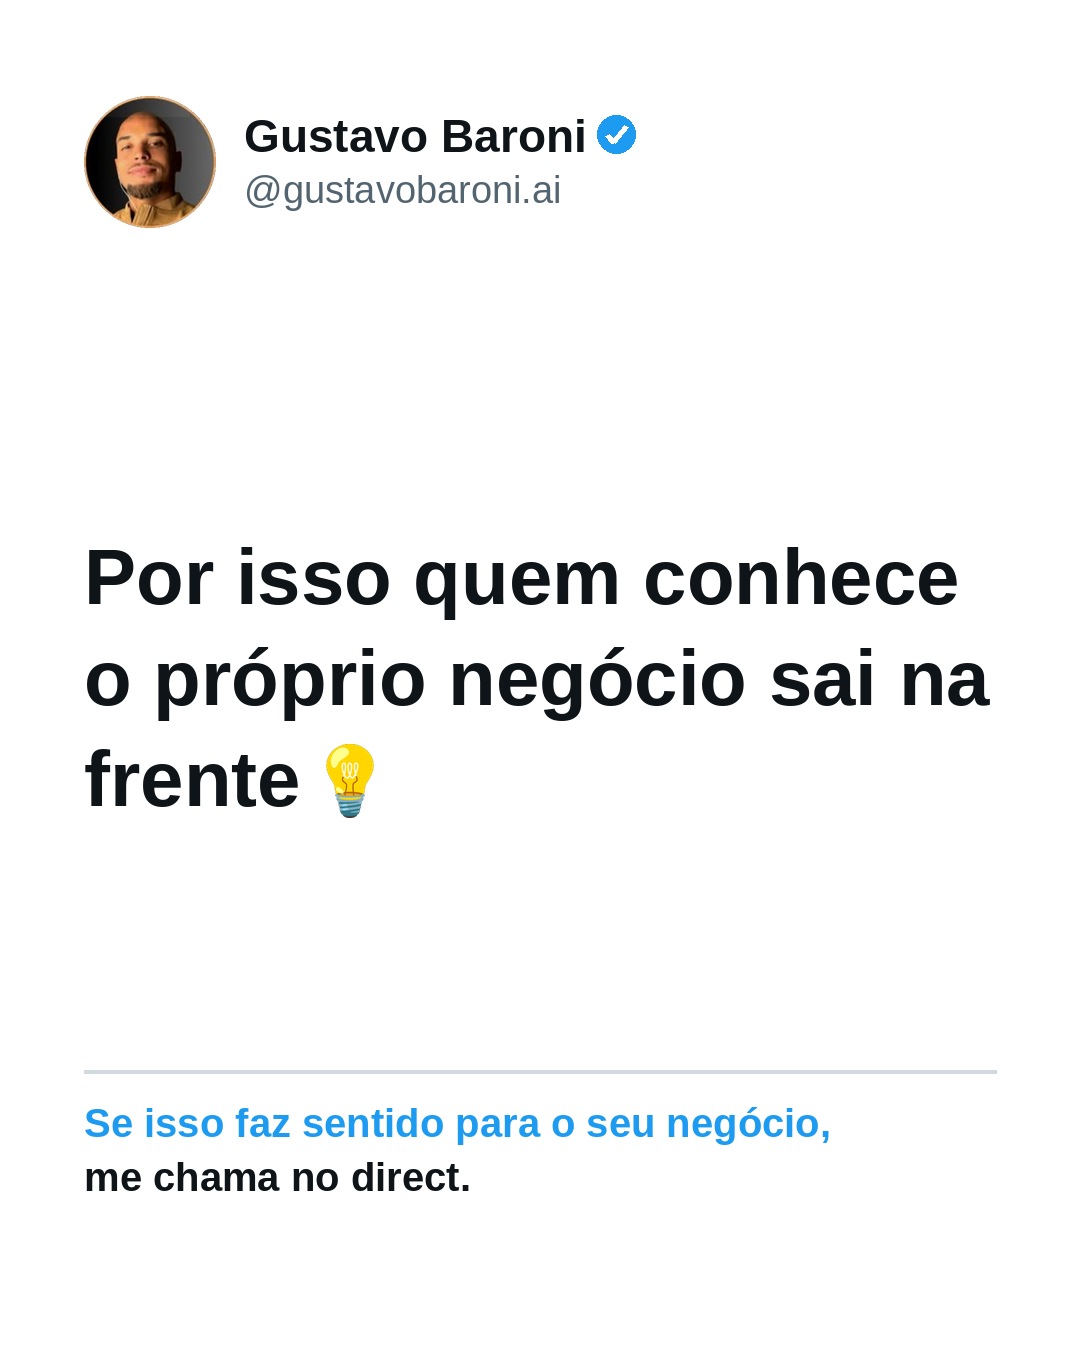 Gustavo Baroni
@gustavobaroni.ai
Por isso quem conhece
o próprio negócio sai na
frente 💡
Se isso faz sentido para o seu negócio,
me chama no direct.